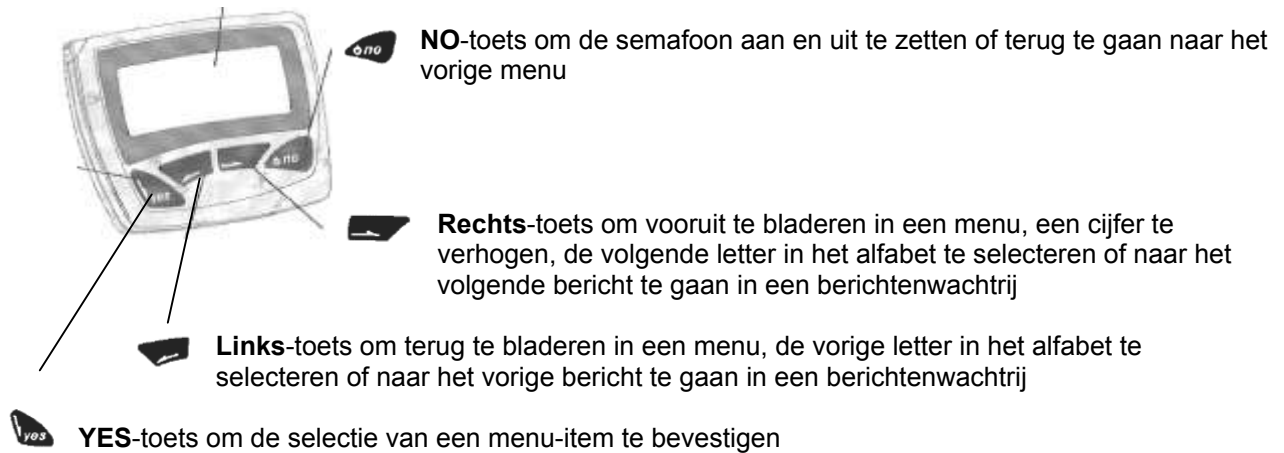 no
NO-toets om de semafoon aan en uit te zetten of terug te gaan naar het
vorige menu
yes
no
Rechts-toets om vooruit te bladeren in een menu, een cijfer te
verhogen, de volgende letter in het alfabet te selecteren of naar het
volgende bericht te gaan in een berichtenwachtrij
Links-toets om terug te bladeren in een menu, de vorige letter in het alfabet te
selecteren of naar het vorige bericht te gaan in een berichtenwachtrij
yes
YES-toets om de selectie van een menu-item te bevestigen